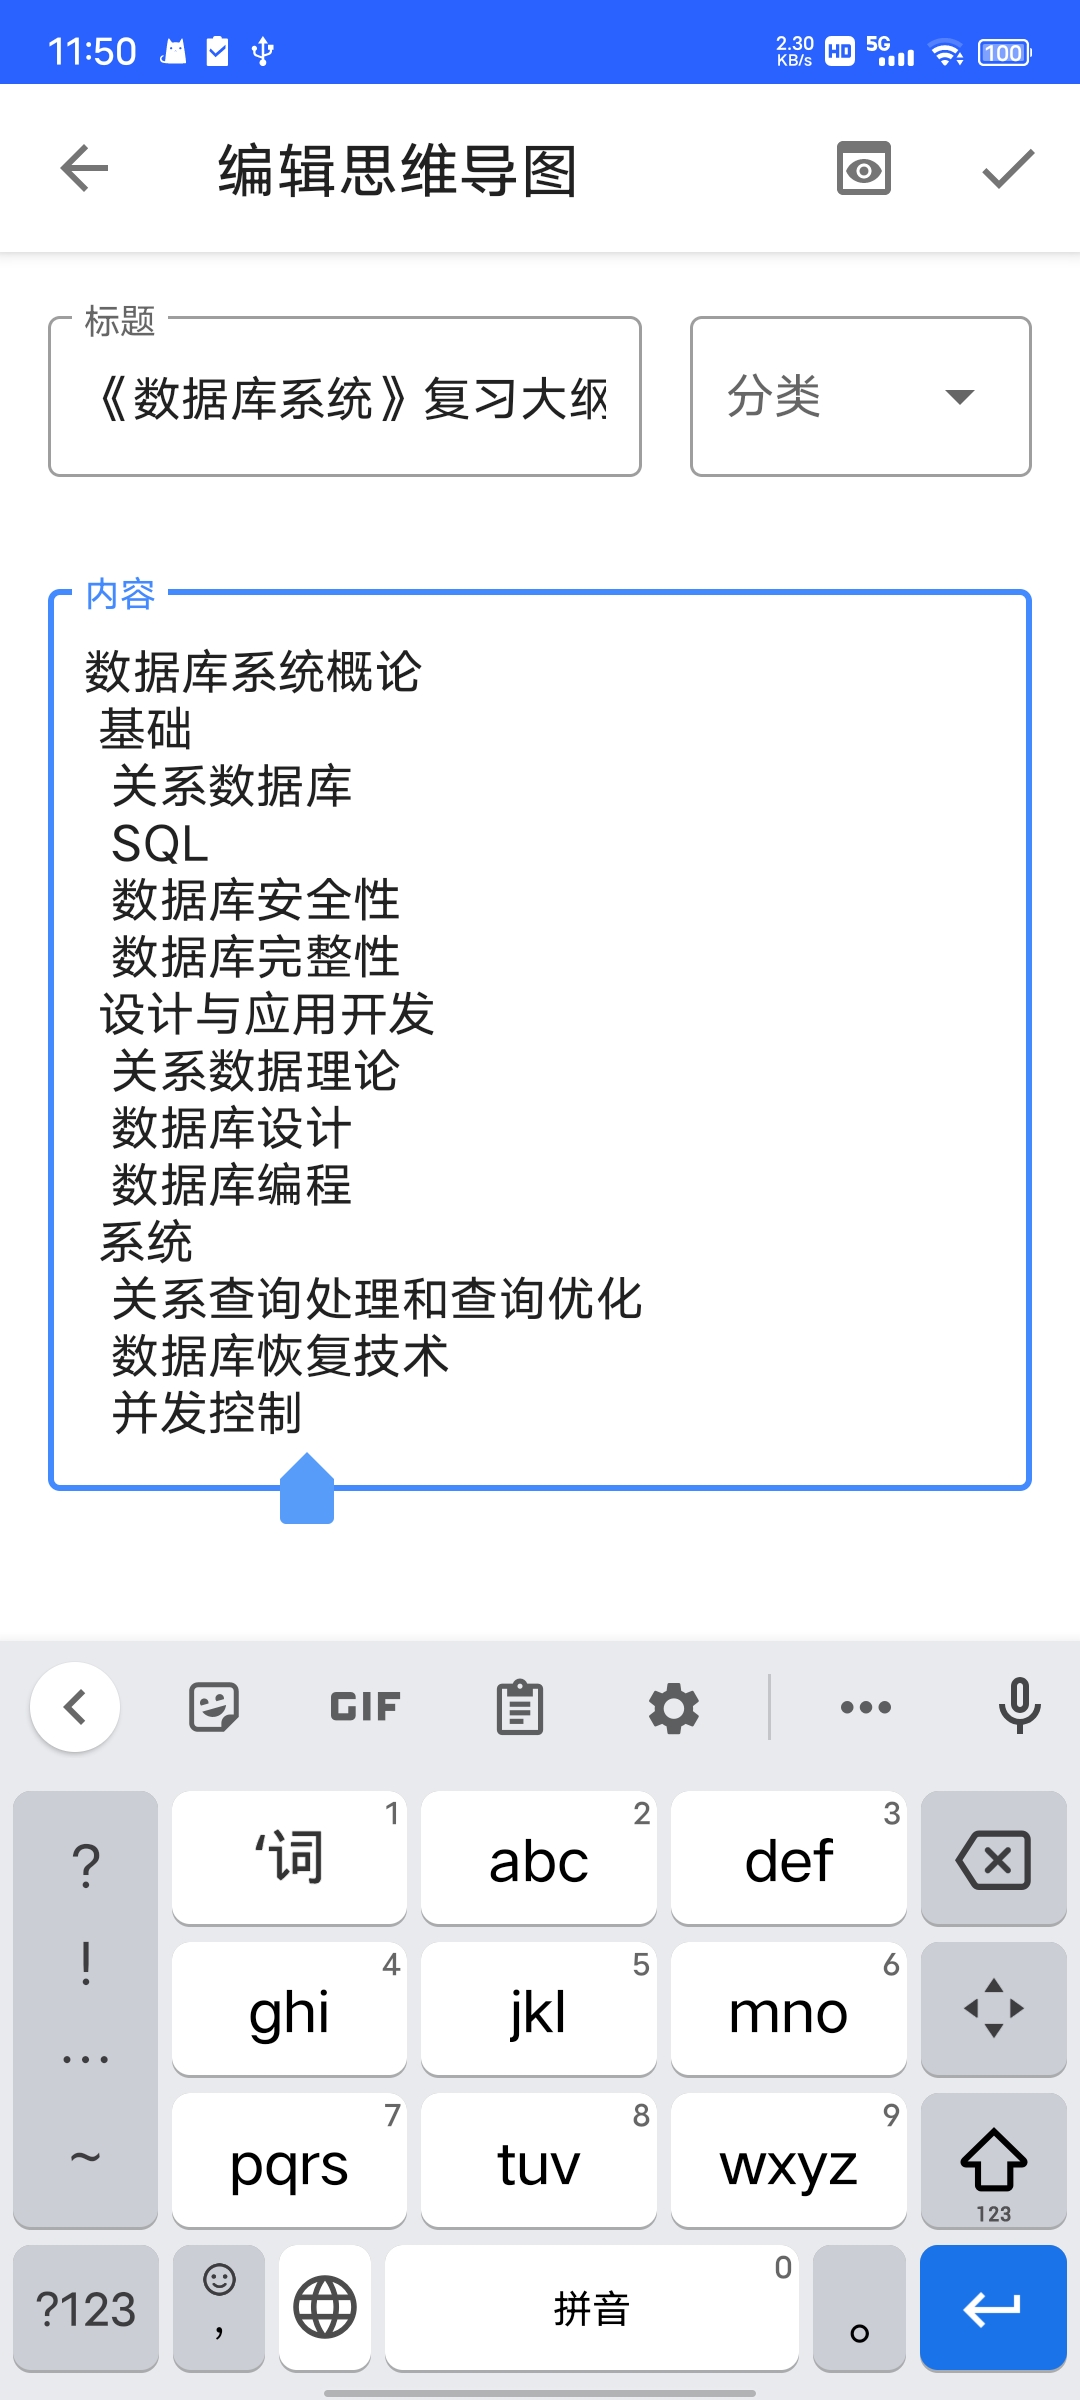 11:50
2.30
KB/s
HD
5G
100
编辑思维导图
标题
《数据库系统》复习大纲
分类
内容
数据库系统概论
基础
关系数据库
SQL
数据库安全性
数据库完整性
设计与应用开发
关系数据理论
数据库设计
数据库编程
系统
关系查询处理和查询优化
数据库恢复技术
并发控制
GIF
?
!
…
~
‘词
1
abc
2
def
3
ghi
4
jkl
5
mno
6
pqrs
7
tuv
8
wxyz
9
123
?123
,
拼音
0
。